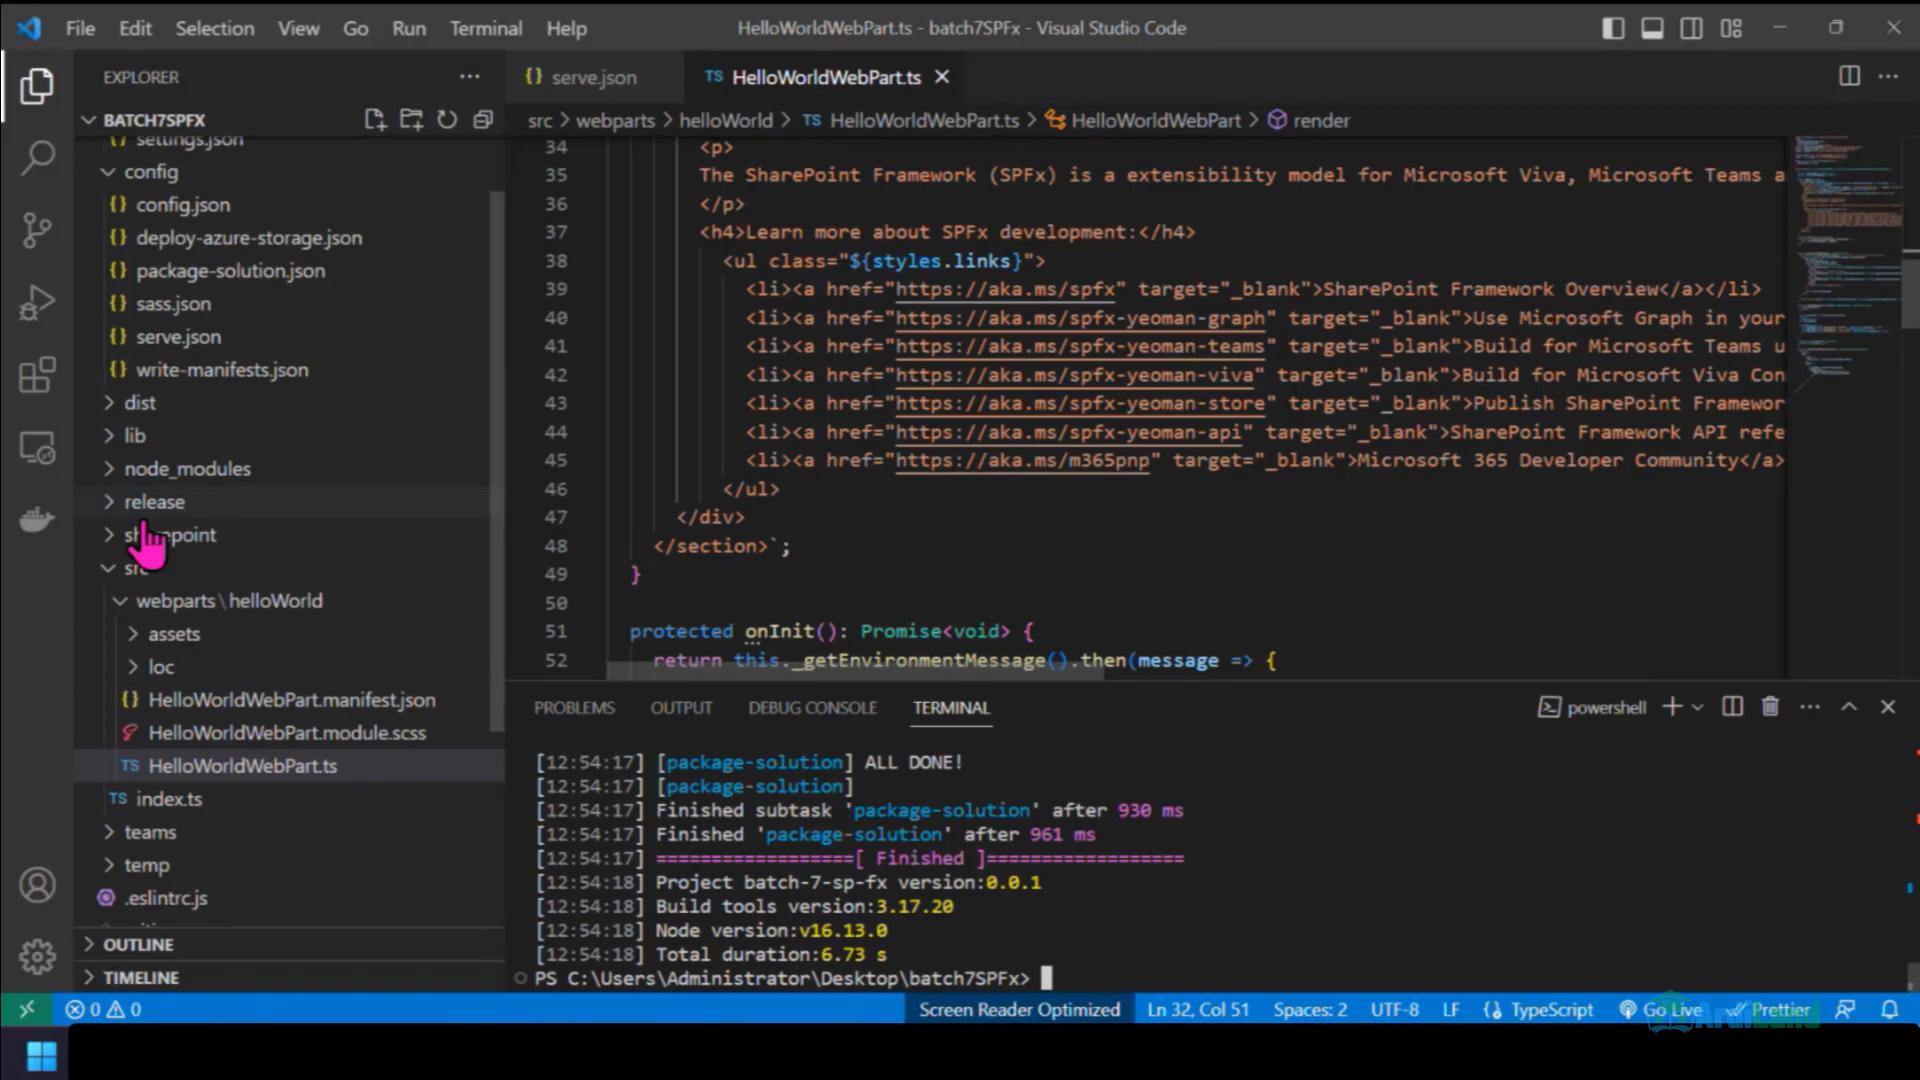 File Edit Selection View Go Run Terminal Help
HelloWorldWebPart.ts - batch7SPFx - Visual Studio Code
EXPLORER
BATCH7SPFX
settings.json
config
config.json
deploy-azure-storage.json
package-solution.json
sass.json
serve.json
write-manifests.json
dist
lib
node_modules
release
sharepoint
src
webparts\helloWorld
assets
loc
HelloWorldWebPart.manifest.json
HelloWorldWebPart.module.scss
TS HelloWorldWebPart.ts
TS index.ts
teams
temp
.eslintrc.js
OUTLINE
TIMELINE
{} serve.json
TS HelloWorldWebPart.ts
src > webparts > helloWorld > TS HelloWorldWebPart.ts > HelloWorldWebPart > render
34 <p>
35 The SharePoint Framework (SPFx) is a extensibility model for Microsoft Viva, Microsoft Teams a
36 </p>
37 <h4>Learn more about SPFx development:</h4>
38 <ul class="${styles.links}">
39 <li><a href="https://aka.ms/spfx" target="_blank">SharePoint Framework Overview</a></li>
40 <li><a href="https://aka.ms/spfx-yeoman-graph" target="_blank">Use Microsoft Graph in your
41 <li><a href="https://aka.ms/spfx-yeoman-teams" target="_blank">Build for Microsoft Teams u
42 <li><a href="https://aka.ms/spfx-yeoman-viva" target="_blank">Build for Microsoft Viva Con
43 <li><a href="https://aka.ms/spfx-yeoman-store" target="_blank">Publish SharePoint Framewor
44 <li><a href="https://aka.ms/spfx-yeoman-api" target="_blank">SharePoint Framework API refe
45 <li><a href="https://aka.ms/m365pnp" target="_blank">Microsoft 365 Developer Community</a>
46 </ul>
47 </div>
48 </section>`;
49 }
50
51 protected onInit(): Promise<void> {
52 return this._getEnvironmentMessage().then(message => {
PROBLEMS OUTPUT DEBUG CONSOLE TERMINAL
powershell
[12:54:17] [package-solution] ALL DONE!
[12:54:17] [package-solution]
[12:54:17] Finished subtask 'package-solution' after 930 ms
[12:54:17] Finished 'package-solution' after 961 ms
[12:54:17] ==================[ Finished ]==================
[12:54:18] Project batch-7-sp-fx version:0.0.1
[12:54:18] Build tools version:3.17.20
[12:54:18] Node version:v16.13.0
[12:54:18] Total duration:6.73 s
PS C:\Users\Administrator\Desktop\batch7SPFx>
0 0
Screen Reader Optimized Ln 32, Col 51 Spaces: 2 UTF-8 LF {} TypeScript Go Live Prettier
ArdiLand